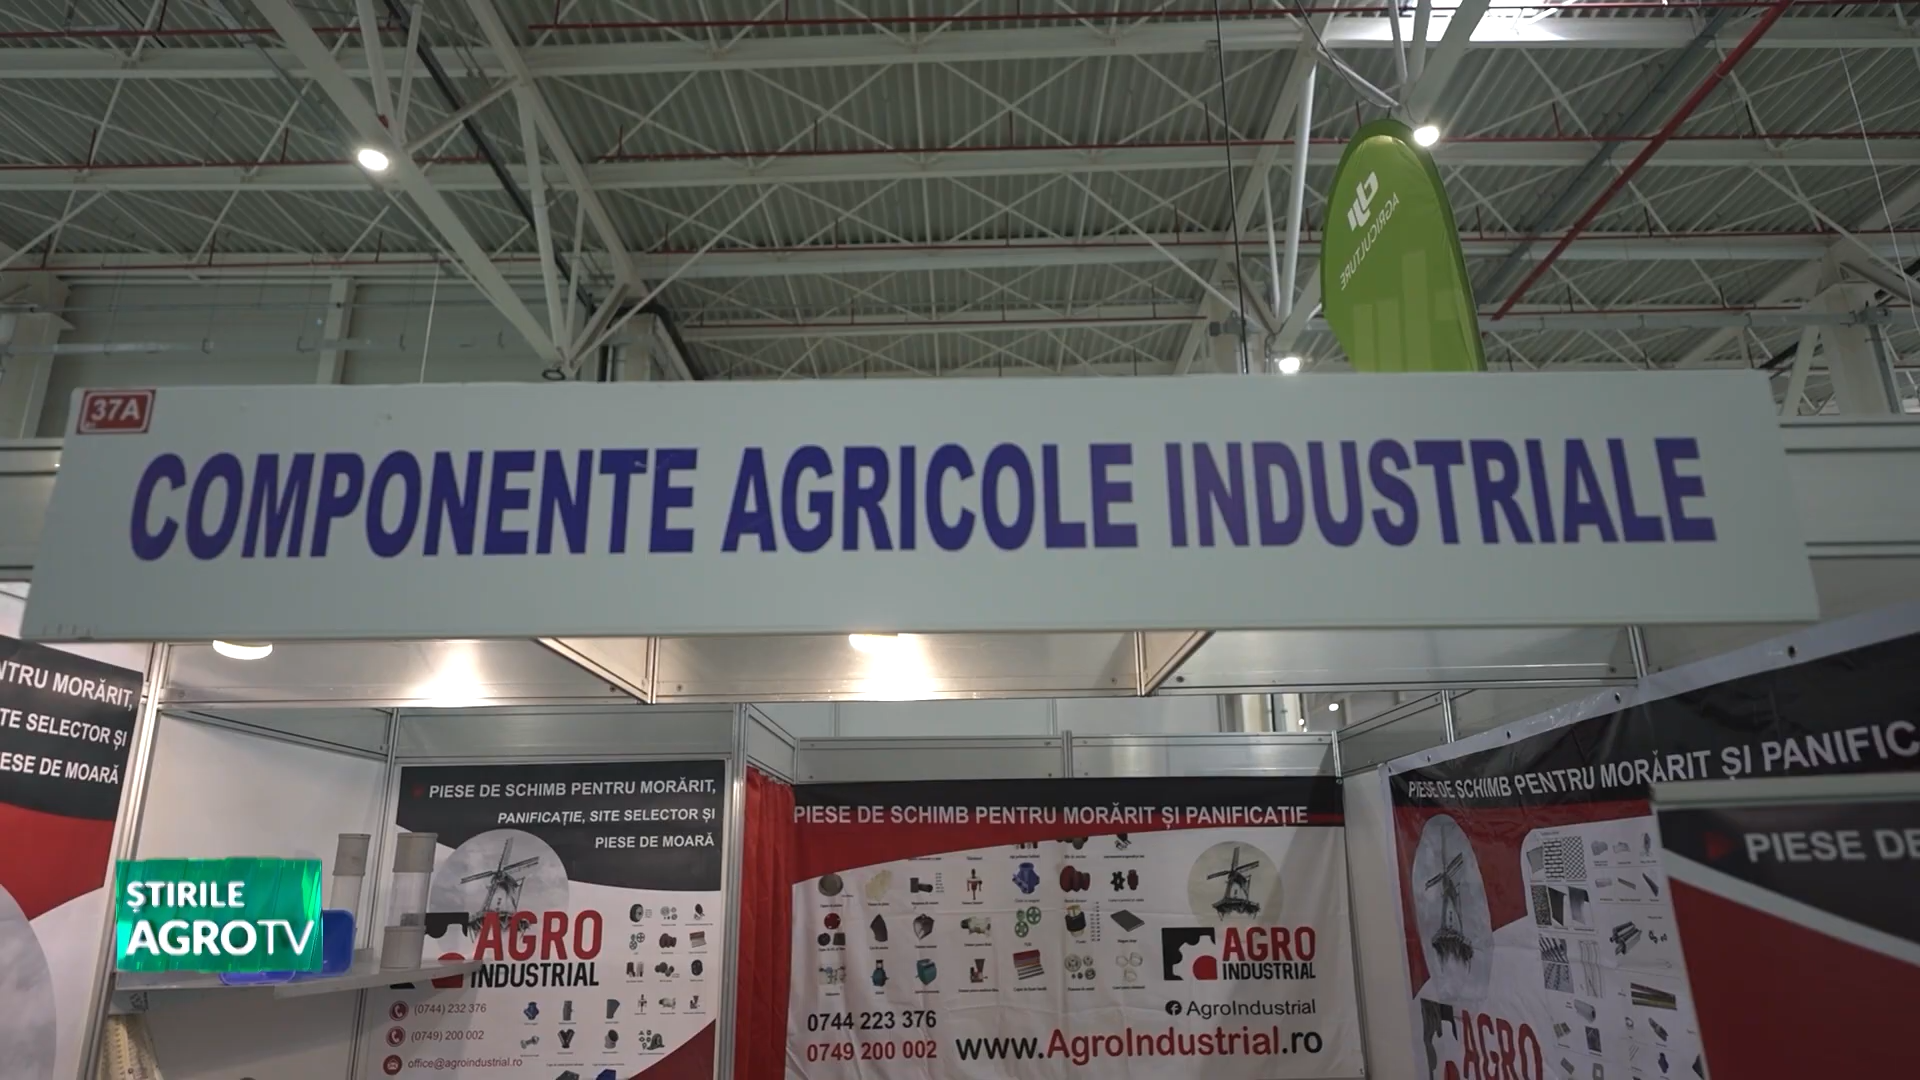 AGRICULTURE
37A
COMPONENTE AGRICOLE INDUSTRIALE
NTRU MORĂRIT,
TE SELECTOR ȘI
ESE DE MOARĂ
PIESE DE SCHIMB PENTRU MORĂRIT,
PANIFICAȚIE, SITE SELECTOR ȘI
PIESE DE MOARĂ
AGRO
INDUSTRIAL
(0744) 232 376
(0749) 200 002
office@agroindustrial.ro
PIESE DE SCHIMB PENTRU MORĂRIT ȘI PANIFICAȚIE
AGRO
INDUSTRIAL
AgroIndustrial
0744 223 376
0749 200 002
www.AgroIndustrial.ro
PIESE DE SCHIMB PENTRU MORĂRIT ȘI PANIFIC
AGRO
PIESE DE
ȘTIRILE
AGROTV